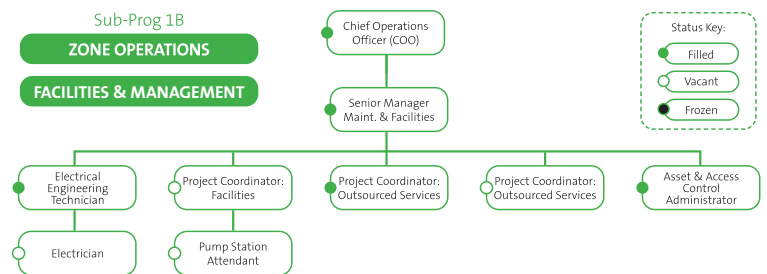 Sub-Prog 1B
ZONE OPERATIONS
FACILITIES & MANAGEMENT
Chief Operations
Officer (COO)
Status Key:
Filled
Vacant
Frozen
Senior Manager
Maint. & Facilities
Electrical
Engineering
Technician
Project Coordinator:
Facilities
Project Coordinator:
Outsourced Services
Project Coordinator:
Outsourced Services
Asset & Access
Control
Administrator
Electrician
Pump Station
Attendant